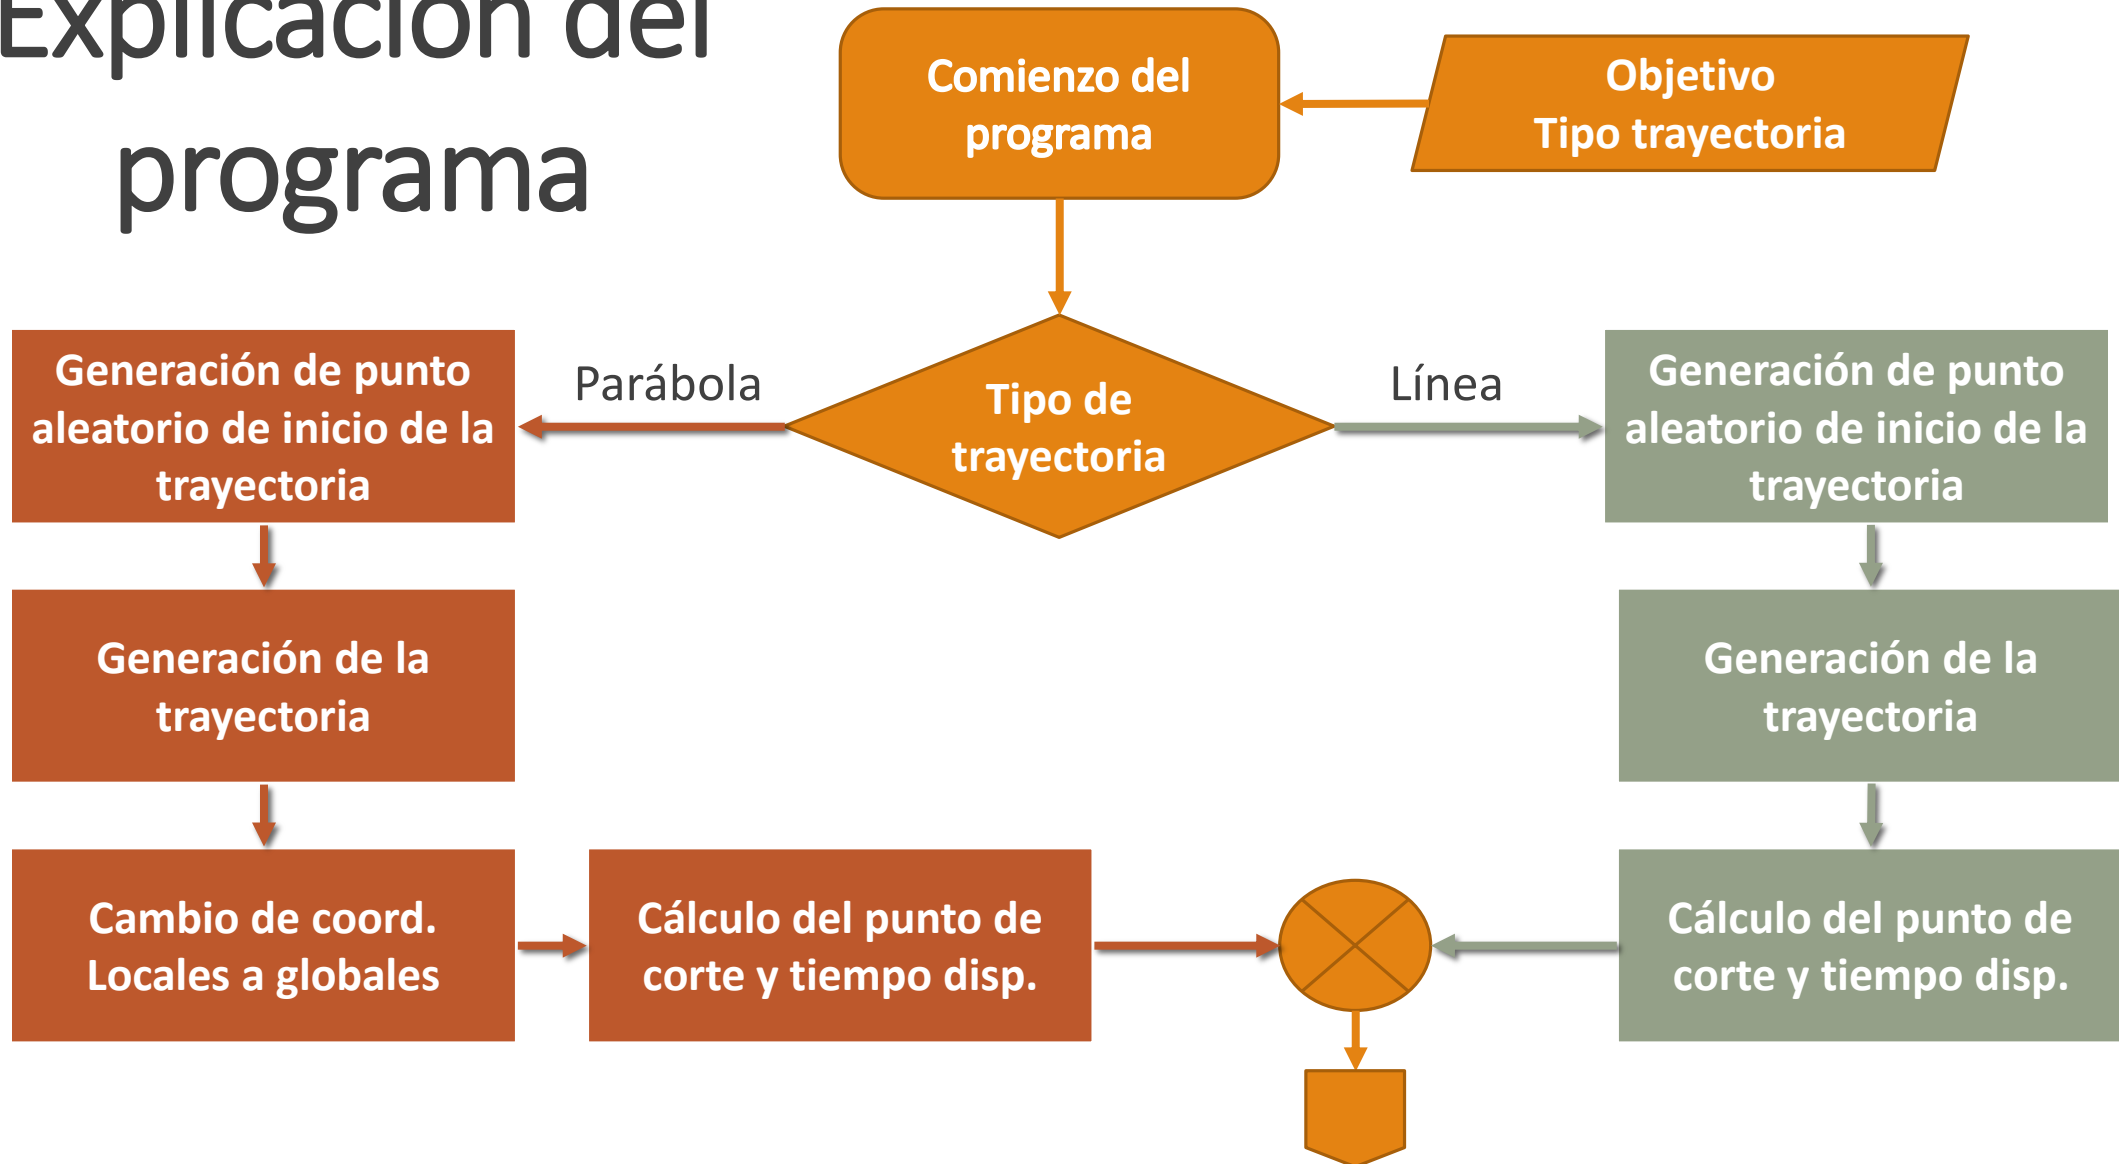 Explicación del
programa
Comienzo del
programa
Objetivo
Tipo trayectoria
Parábola
Tipo de
trayectoria
Línea
Generación de punto
aleatorio de inicio de la
trayectoria
Generación de punto
aleatorio de inicio de la
trayectoria
Generación de la
trayectoria
Generación de la
trayectoria
Cambio de coord.
Locales a globales
Cálculo del punto de
corte y tiempo disp.
Cálculo del punto de
corte y tiempo disp.